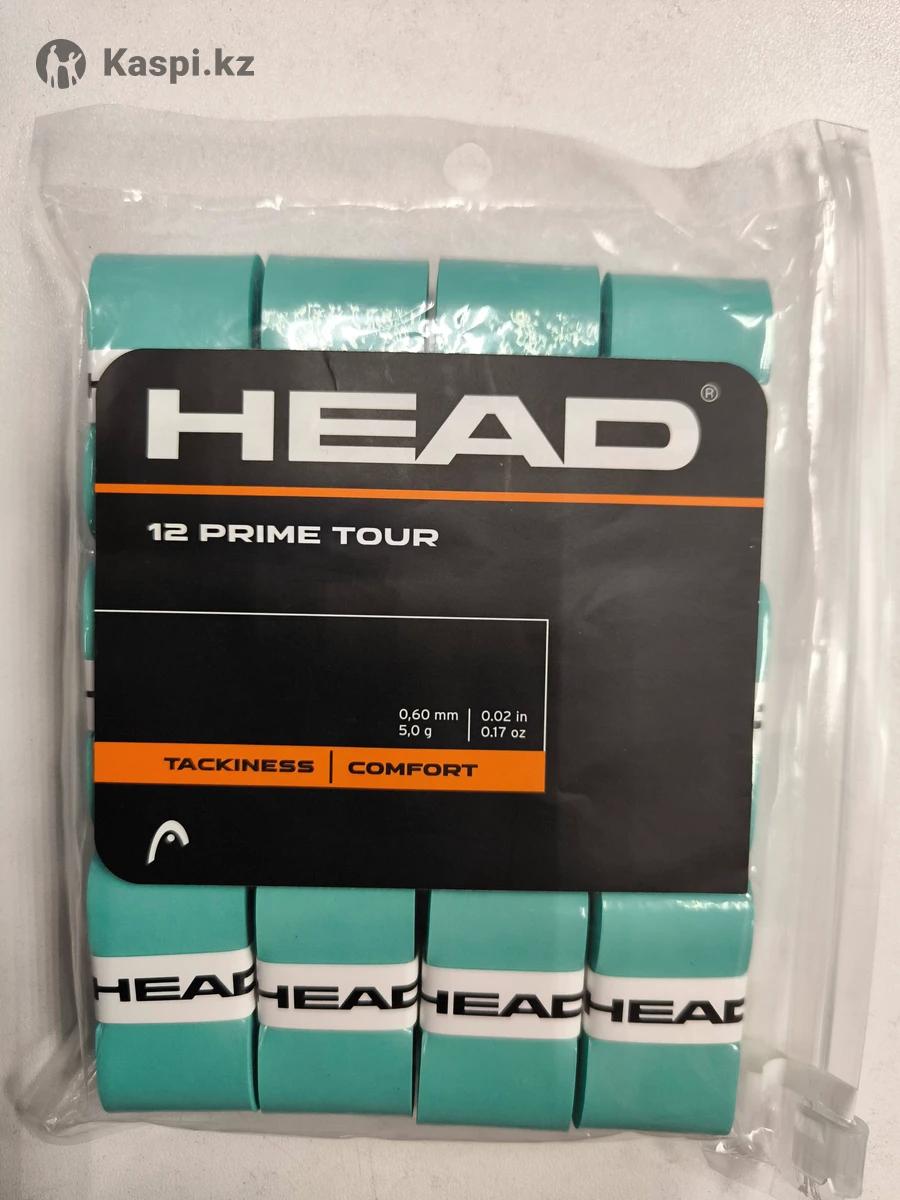 Kaspi.kz
HEAD®
12 PRIME TOUR
0,60 mm | 0.02 in
5,0 g | 0.17 oz
TACKINESS | COMFORT
HEAD HEAD HEAD HEAD